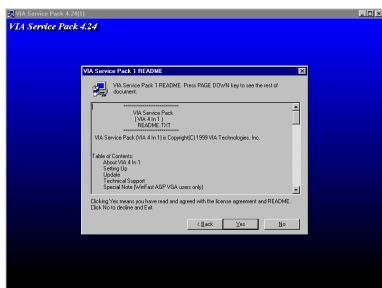 VIA Service Pack 4.24(1)
VIA Service Pack 4.24
VIA Service Pack 1 README
VIA Service Pack 1 README. Press PAGE DOWN key to see the rest of
document.
==================
VIA Service Pack
( VIA 4 In 1 )
README.TXT
==================
VIA Service Pack (VIA 4 In 1) is Copyright(C) 1998 VIA Technologies, Inc.
Table of Contents:
About VIA 4 In 1
Setting Up
Update
Technical Support
Special Note (WinFast AGP VGA users only)
Clicking 'Yes' means you have read and agreed with the license agreement and README.
Click No to decline and Exit
< Back
Yes
No